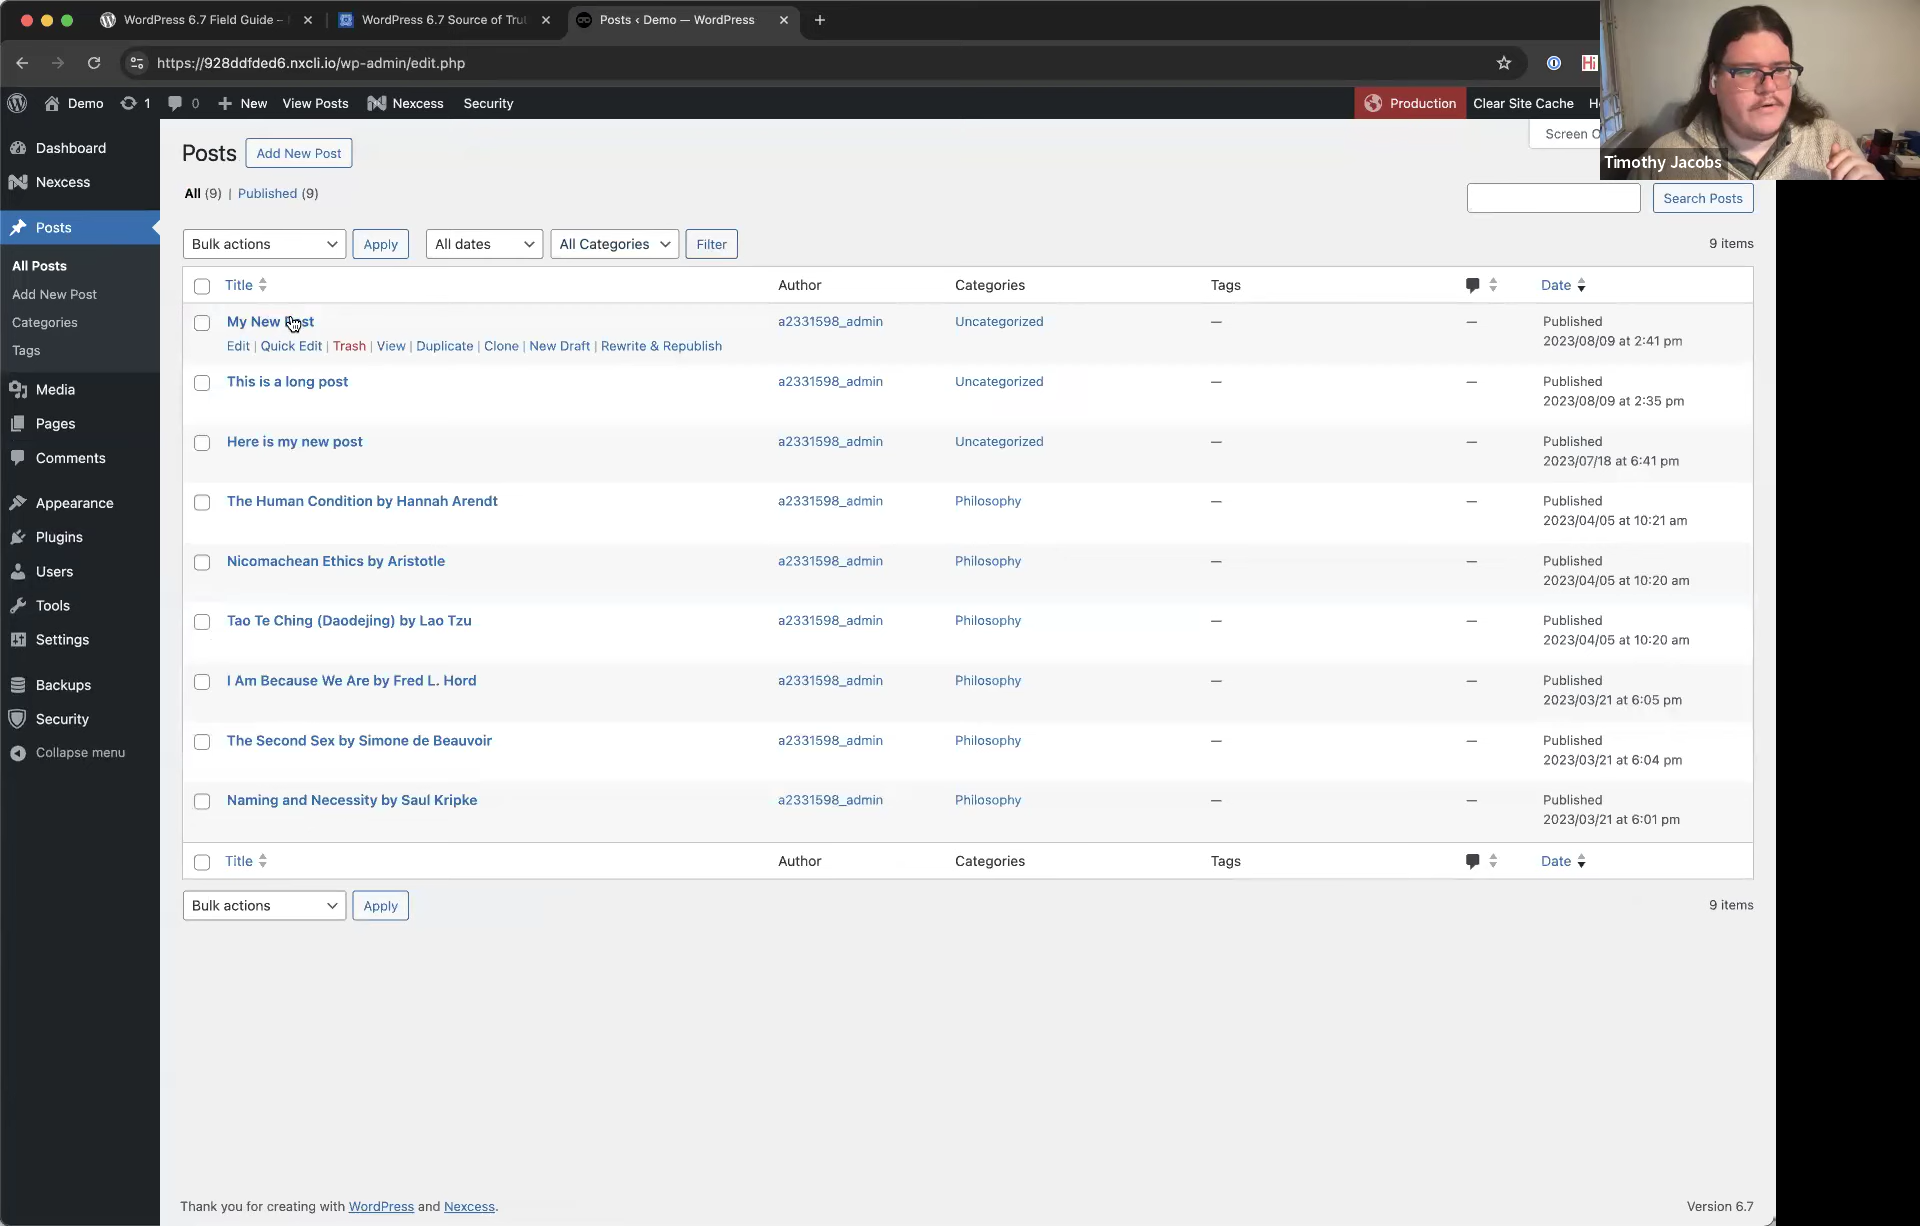 WordPress 6.7 Field Guide –
WordPress 6.7 Source of Tru
Posts ‹ Demo — WordPress
https://928ddfded6.nxcli.io/wp-admin/edit.php
Hi
Demo 1 0 New View Posts Nexcess Security
Production Clear Site Cache
Timothy Jacobs
Dashboard
Nexcess
Posts
All Posts
Add New Post
Categories
Tags
Media
Pages
Comments
Appearance
Plugins
Users
Tools
Settings
Backups
Security
Collapse menu
Posts Add New Post
Screen O
All (9) | Published (9)
Search Posts
Bulk actions Apply All dates All Categories Filter 9 items
Title Author Categories Tags Date
My New Post a2331598_admin Uncategorized — — Published
2023/08/09 at 2:41 pm
Edit | Quick Edit | Trash | View | Duplicate | Clone | New Draft | Rewrite & Republish
This is a long post a2331598_admin Uncategorized — — Published
2023/08/09 at 2:35 pm
Here is my new post a2331598_admin Uncategorized — — Published
2023/07/18 at 6:41 pm
The Human Condition by Hannah Arendt a2331598_admin Philosophy — — Published
2023/04/05 at 10:21 am
Nicomachean Ethics by Aristotle a2331598_admin Philosophy — — Published
2023/04/05 at 10:20 am
Tao Te Ching (Daodejing) by Lao Tzu a2331598_admin Philosophy — — Published
2023/04/05 at 10:20 am
I Am Because We Are by Fred L. Hord a2331598_admin Philosophy — — Published
2023/03/21 at 6:05 pm
The Second Sex by Simone de Beauvoir a2331598_admin Philosophy — — Published
2023/03/21 at 6:04 pm
Naming and Necessity by Saul Kripke a2331598_admin Philosophy — — Published
2023/03/21 at 6:01 pm
Title Author Categories Tags Date
Bulk actions Apply 9 items
Thank you for creating with WordPress and Nexcess.
Version 6.7